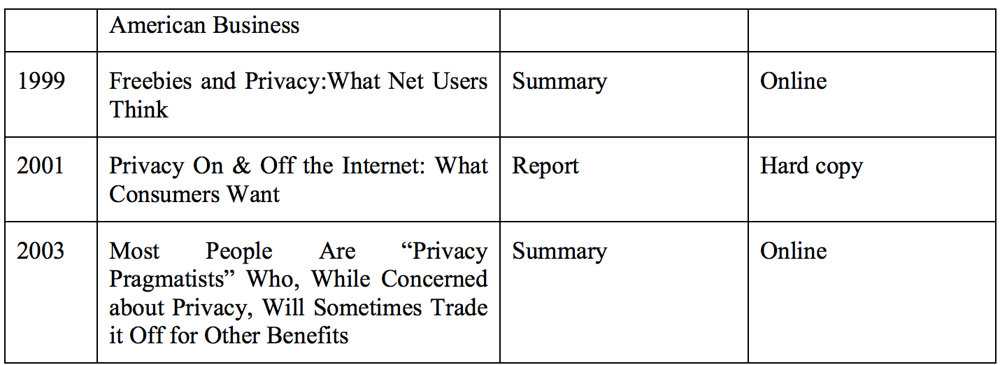 American Business
1999 Freebies and Privacy:What Net Users Summary Online
Think
2001 Privacy On & Off the Internet: What Report Hard copy
Consumers Want
2003 Most People Are “Privacy Summary Online
Pragmatists” Who, While Concerned
about Privacy, Will Sometimes Trade
it Off for Other Benefits